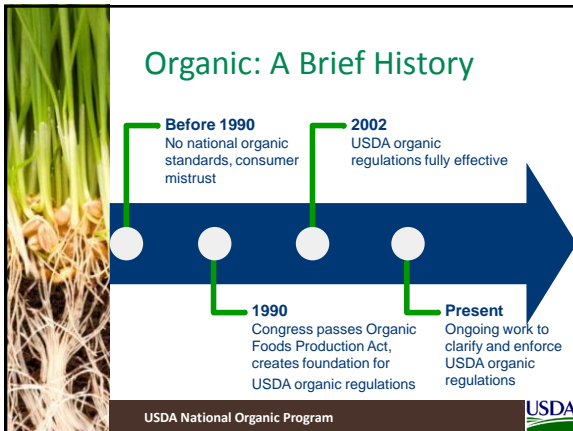 Organic: A Brief History
Before 1990
No national organic
standards, consumer
mistrust
2002
USDA organic
regulations fully effective
1990
Congress passes Organic
Foods Production Act,
creates foundation for
USDA organic regulations
Present
Ongoing work to
clarify and enforce
USDA organic
regulations
USDA National Organic Program
USDA